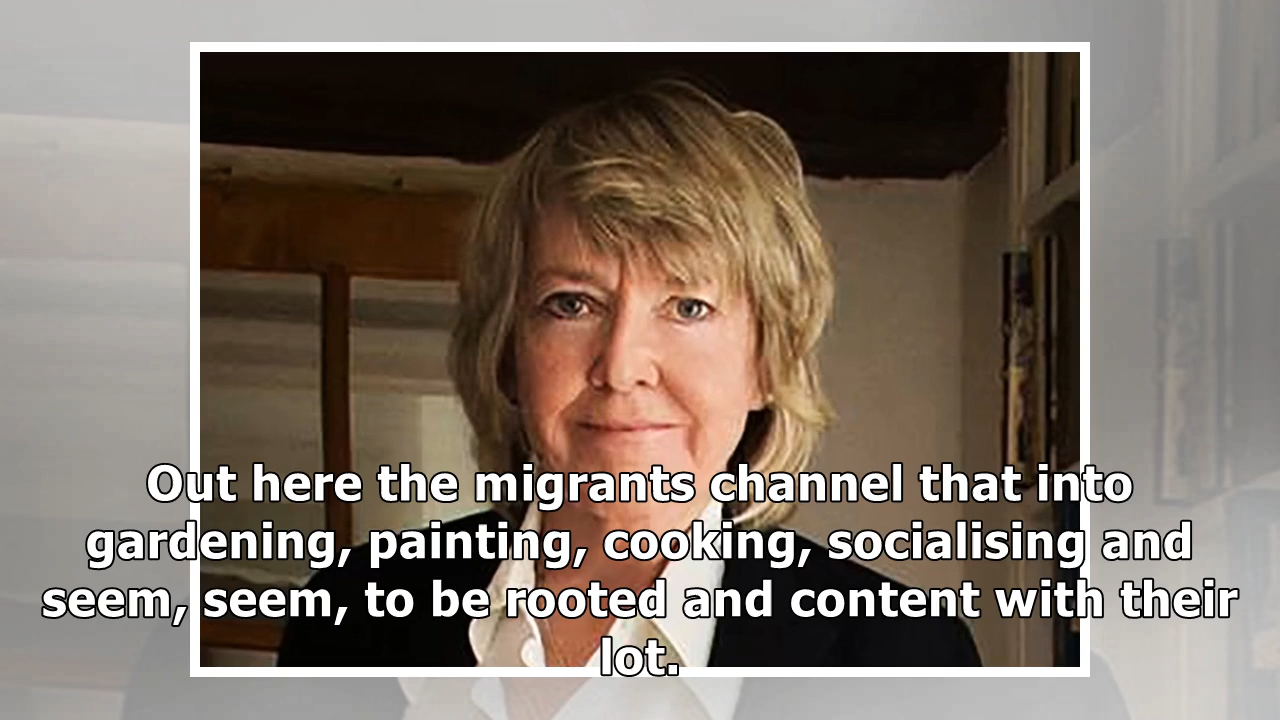 Out here the migrants channel that into
gardening, painting, cooking, socialising and
seem, seem, to be rooted and content with their
lot.